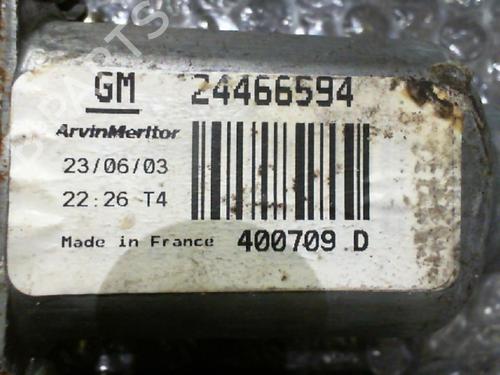 GM 24466594
ArvinMeritor
23/06/03
22:26 T4
Made in France 400709 D